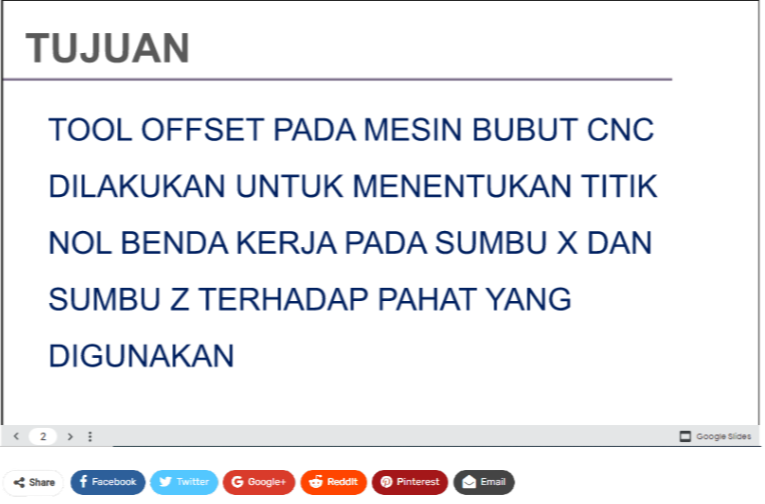 TUJUAN
TOOL OFFSET PADA MESIN BUBUT CNC
DILAKUKAN UNTUK MENENTUKAN TITIK
NOL BENDA KERJA PADA SUMBU X DAN
SUMBU Z TERHADAP PAHAT YANG
DIGUNAKAN
2 Google Slides
Share Facebook Twitter Google+ ReddIt Pinterest Email